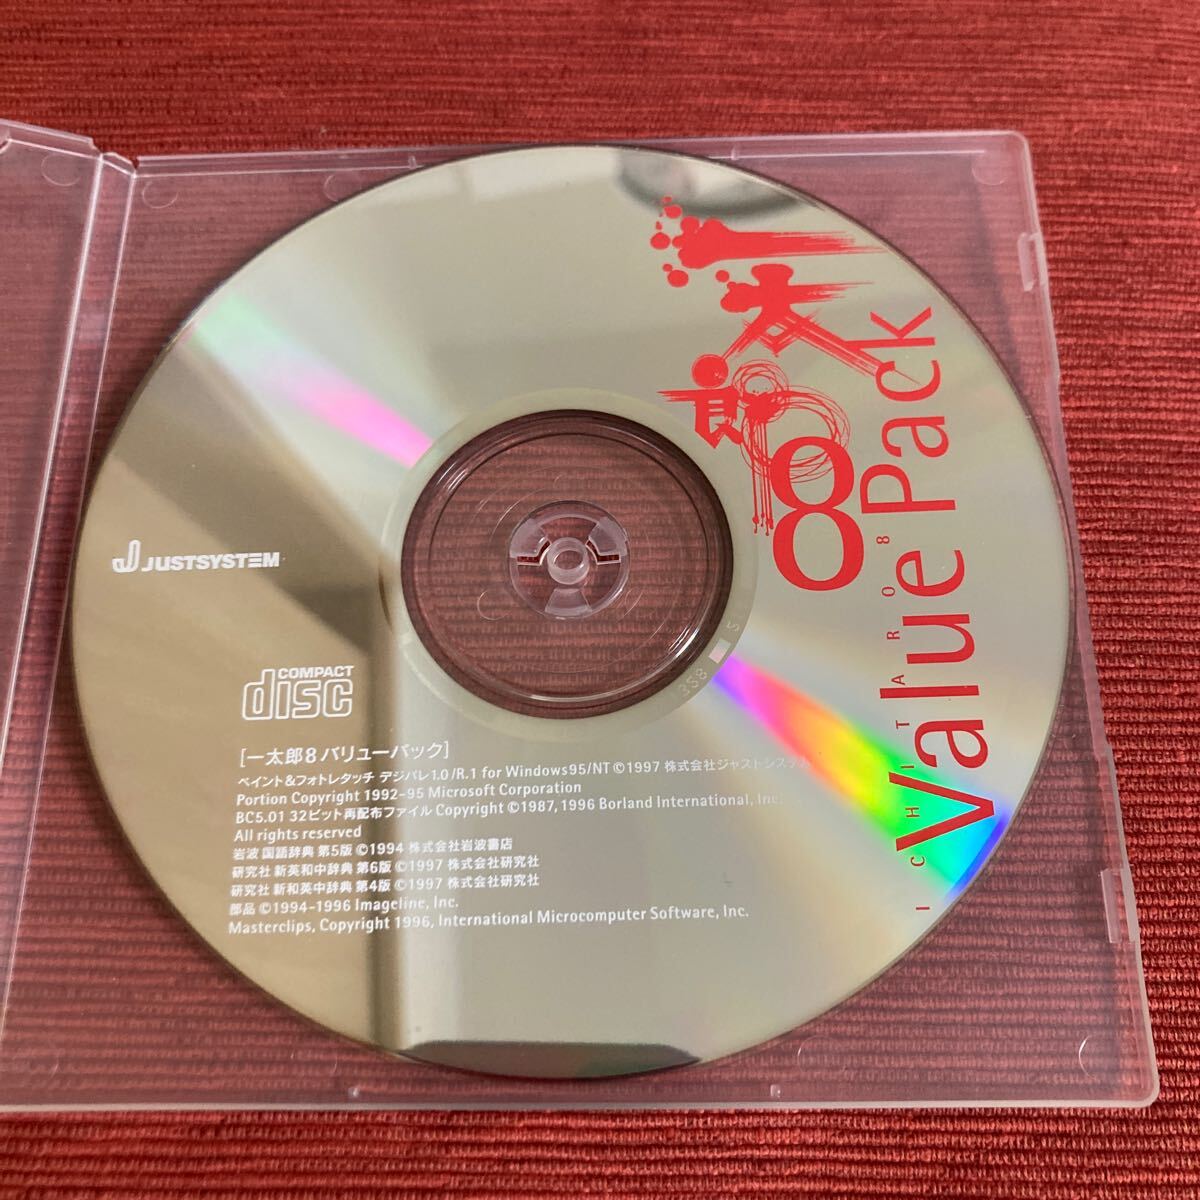 一太郎8
Value Pack
ICHITARO8
JUSTSYSTEM
COMPACT
disc
358 S
[一太郎8バリューパック]
ペイント&フォトレタッチ デジパレ1.0/R.1 for Windows95/NT ©1997 株式会社ジャストシステム
Portion Copyright 1992-95 Microsoft Corporation
BC5.01 32ビット再配布ファイル Copyright ©1987, 1996 Borland International, Inc.
All rights reserved
岩波 国語辞典 第5版 ©1994 株式会社岩波書店
研究社 新英和中辞典 第6版 ©1997 株式会社研究社
研究社 新和英中辞典 第4版 ©1997 株式会社研究社
部品 ©1994-1996 Imageline, Inc.
Masterclips, Copyright 1996, International Microcomputer Software, Inc.